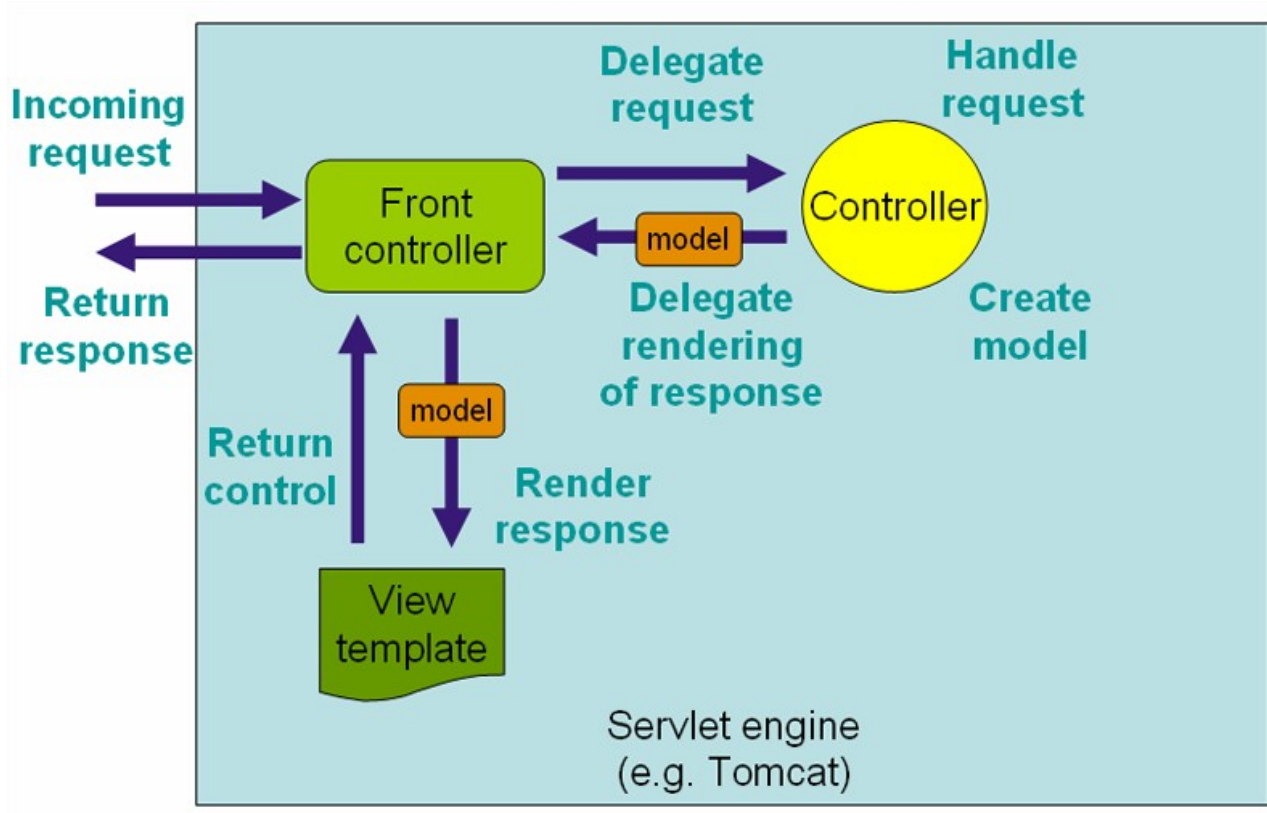 Incoming
request
Return
response
Delegate
request
Handle
request
Front
controller
Controller
model
Delegate
rendering
of response
Create
model
model
Return
control
Render
response
View
template
Servlet engine
(e.g. Tomcat)